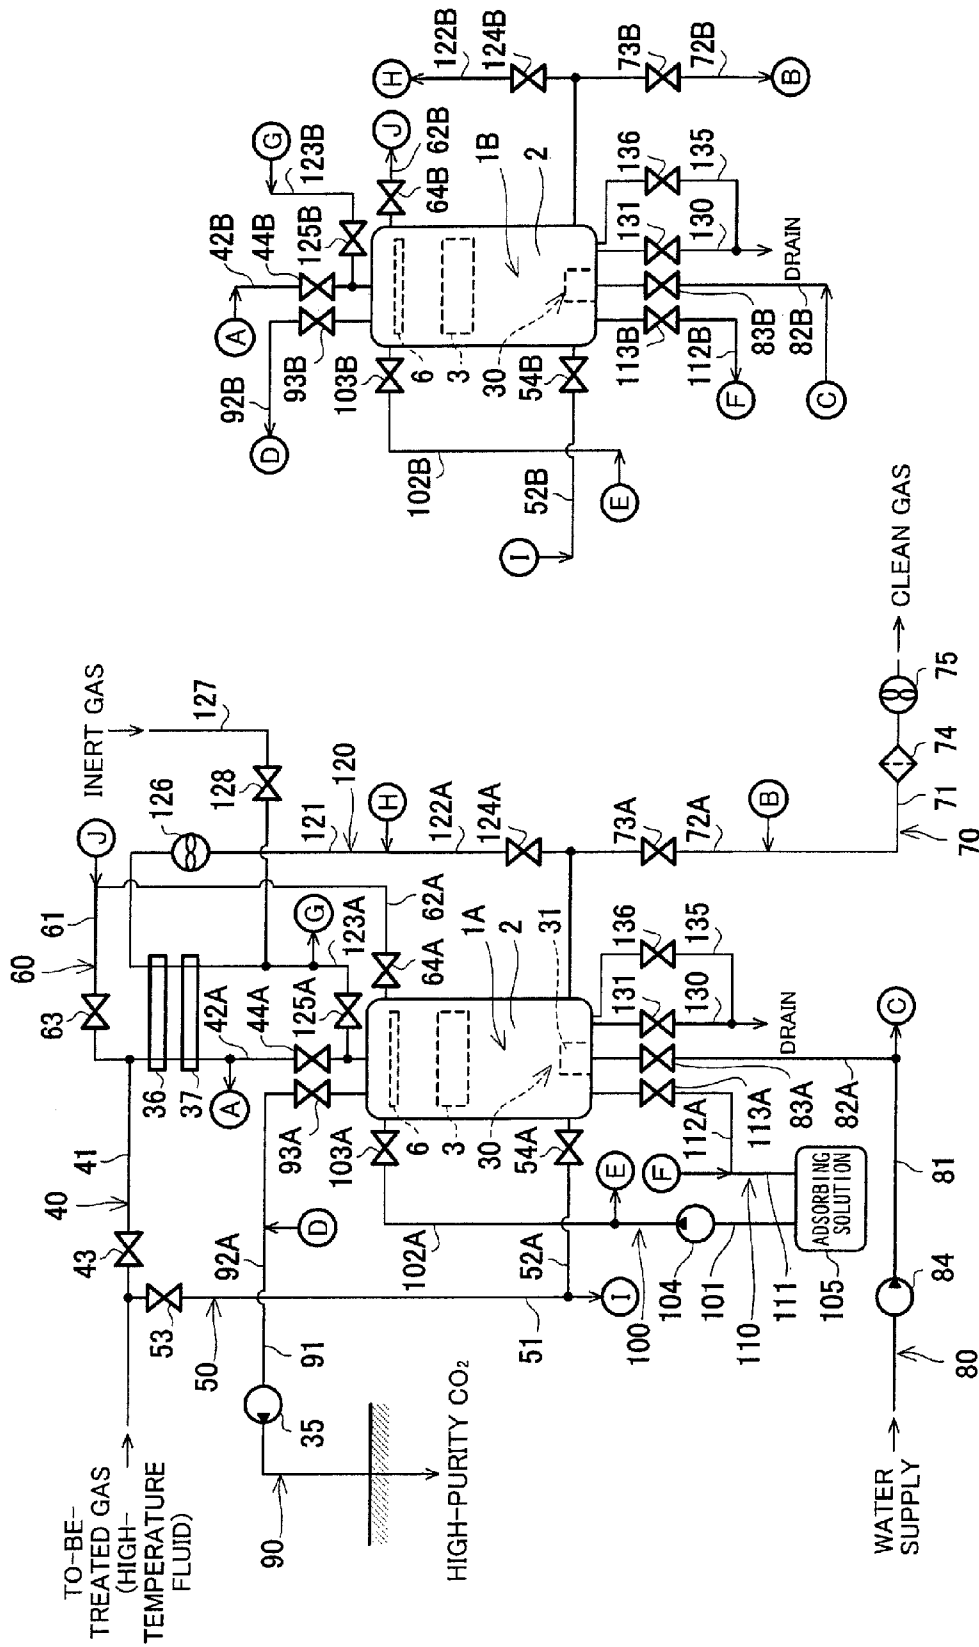 TO-BE-
TREATED GAS
(HIGH-
TEMPERATURE
FLUID)
43
40
41
63
60
61
J
INERT GAS
53
50
36
37
42A
A
126
127
128
44A
125A
G
123A
121
120
H
122A
124A
35
91
92A
D
93A
103A
64A
62A
90
HIGH-PURITY CO₂
6
3
30
1A
2
31
54A
102A
52A
51
I
E
100
104
101
F
110
111
112A
113A
83A
82A
131
130
136
135
DRAIN
73A
72A
B
105
ADSORBING
SOLUTION
WATER
SUPPLY
80
84
81
C
70
71
74
75
CLEAN GAS
92B
D
A
42B
44B
93B
G
123B
125B
103B
64B
J
62B
H
122B
124B
6
3
30
1B
2
54B
102B
52B
I
E
113B
112B
F
83B
82B
C
131
130
136
135
DRAIN
73B
72B
B